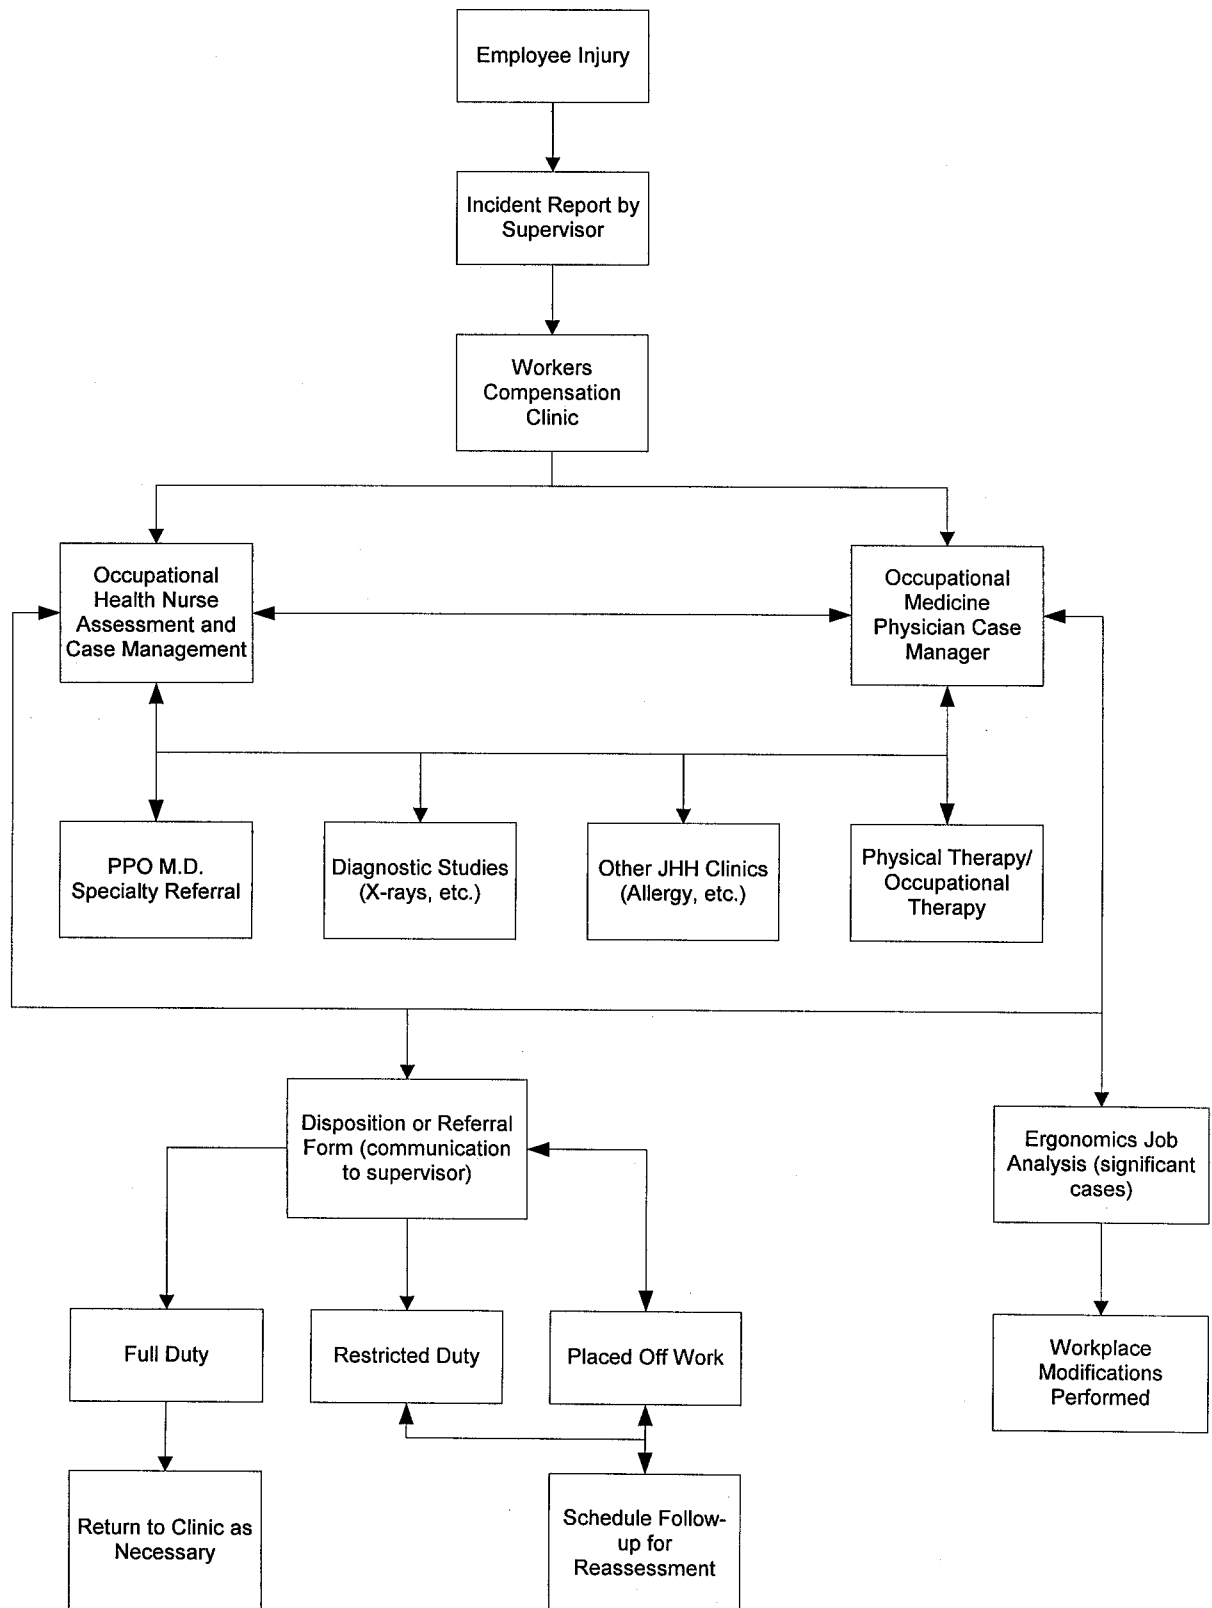 Employee Injury
Incident Report by
Supervisor
Workers
Compensation
Clinic
Occupational
Health Nurse
Assessment and
Case Management
Occupational
Medicine
Physician Case
Manager
PPO M.D.
Specialty Referral
Diagnostic Studies
(X-rays, etc.)
Other JHH Clinics
(Allergy, etc.)
Physical Therapy/
Occupational
Therapy
Disposition or Referral
Form (communication
to supervisor)
Ergonomics Job
Analysis (significant
cases)
Full Duty
Restricted Duty
Placed Off Work
Workplace
Modifications
Performed
Return to Clinic as
Necessary
Schedule Follow-
up for
Reassessment